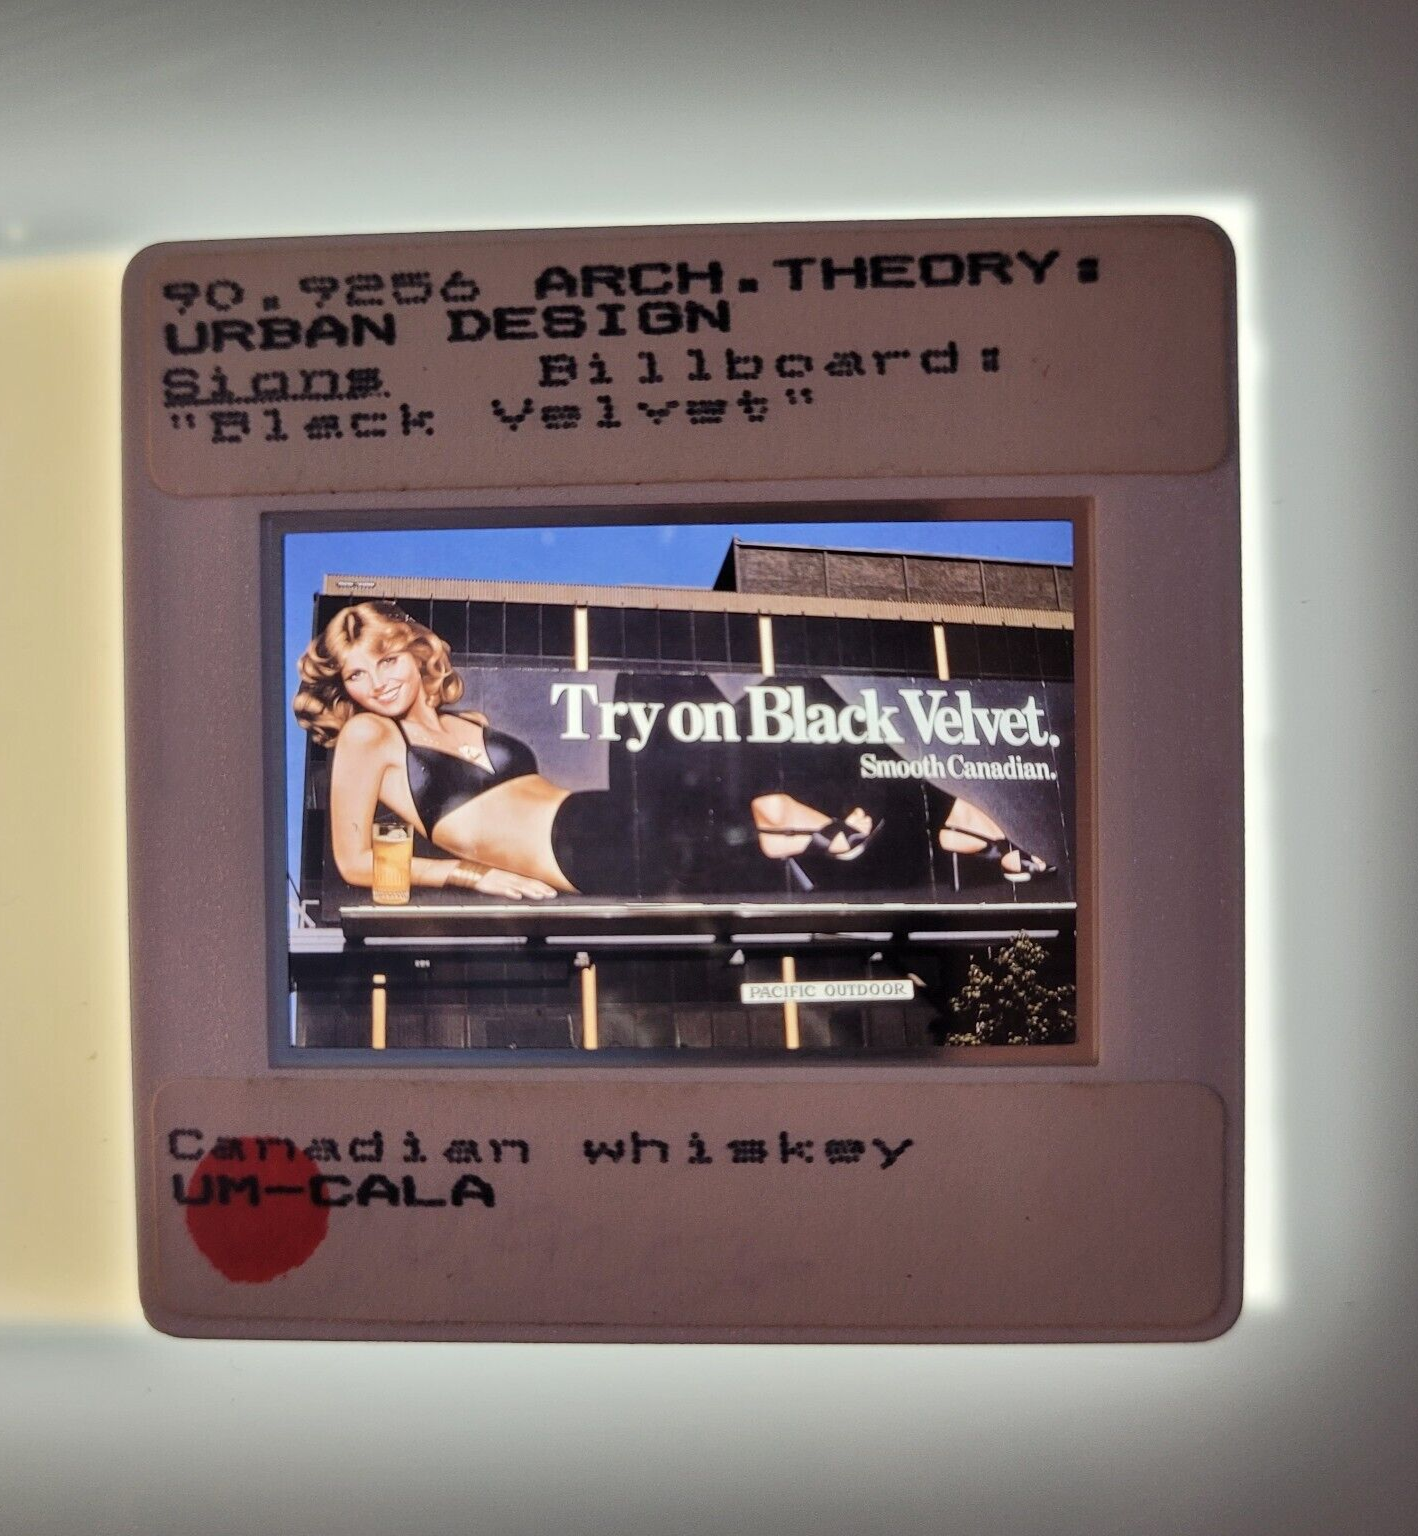 90.9256 ARCH.THEORY:
URBAN DESIGN
Signs Billboard:
"Black Velvet"
Try on Black Velvet.
Smooth Canadian.
PACIFIC OUTDOOR
Canadian whiskey
UM-CALA